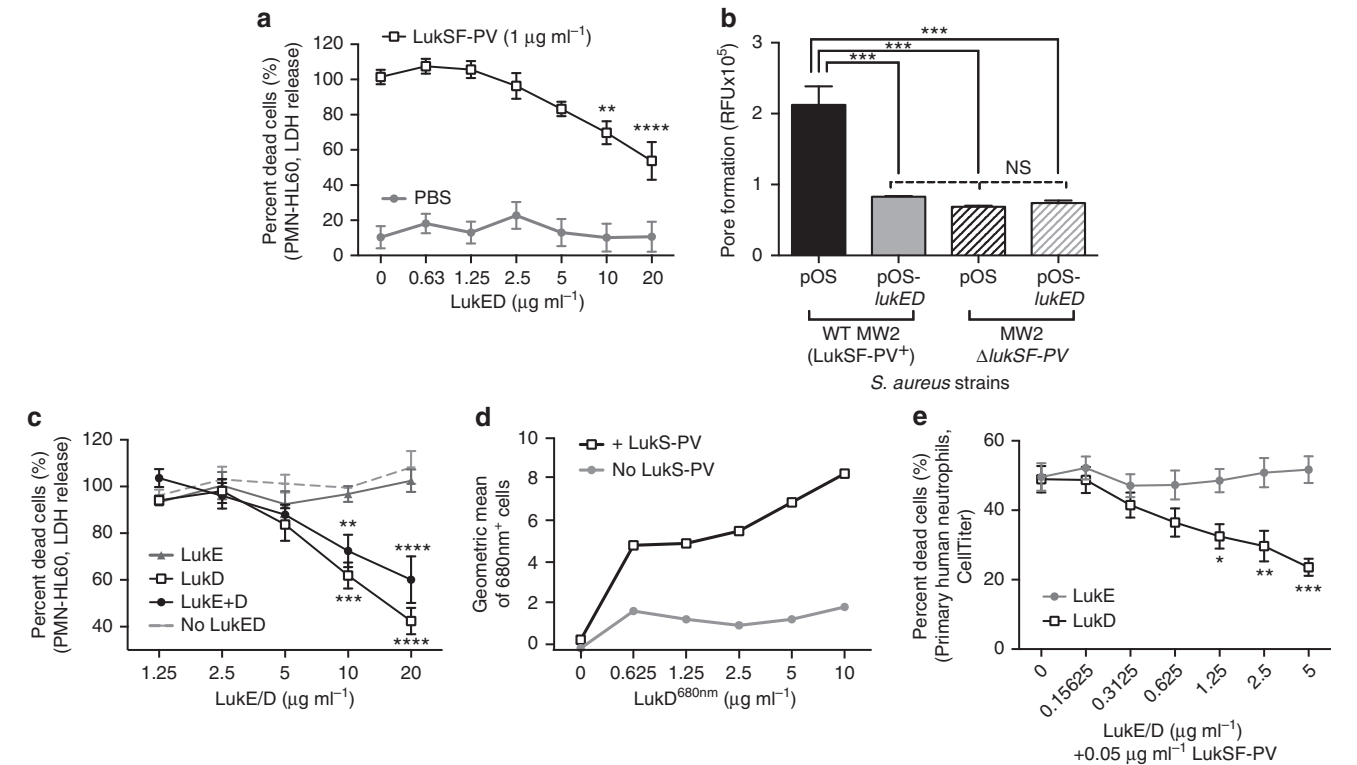 a
LukSF-PV (1 μg ml⁻¹)
Percent dead cells (%)
(PMN-HL60, LDH release)
120
100
80
60
40
20
0
**
****
PBS
0 0.63 1.25 2.5 5 10 20
LukED (μg ml⁻¹)
b
Pore formation (RFUx10⁵)
3
2
1
0
***
***
***
NS
pOS pOS- pOS pOS-
lukED lukED
WT MW2 MW2
(LukSF-PV⁺) ΔlukSF-PV
S. aureus strains
c
Percent dead cells (%)
(PMN-HL60, LDH release)
120
100
80
60
40
**
****
***
****
LukE
LukD
LukE+D
No LukED
1.25 2.5 5 10 20
LukE/D (μg ml⁻¹)
d
Geometric mean
of 680nm⁺ cells
10
8
6
4
2
0
+ LukS-PV
No LukS-PV
0 0.625 1.25 2.5 5 10
LukD⁶⁸⁰ⁿᵐ (μg ml⁻¹)
e
Percent dead cells (%)
(Primary human neutrophils,
CellTiter)
60
40
20
0
*
**
***
LukE
LukD
0 0.15625 0.3125 0.625 1.25 2.5 5
LukE/D (μg ml⁻¹)
+0.05 μg ml⁻¹ LukSF-PV